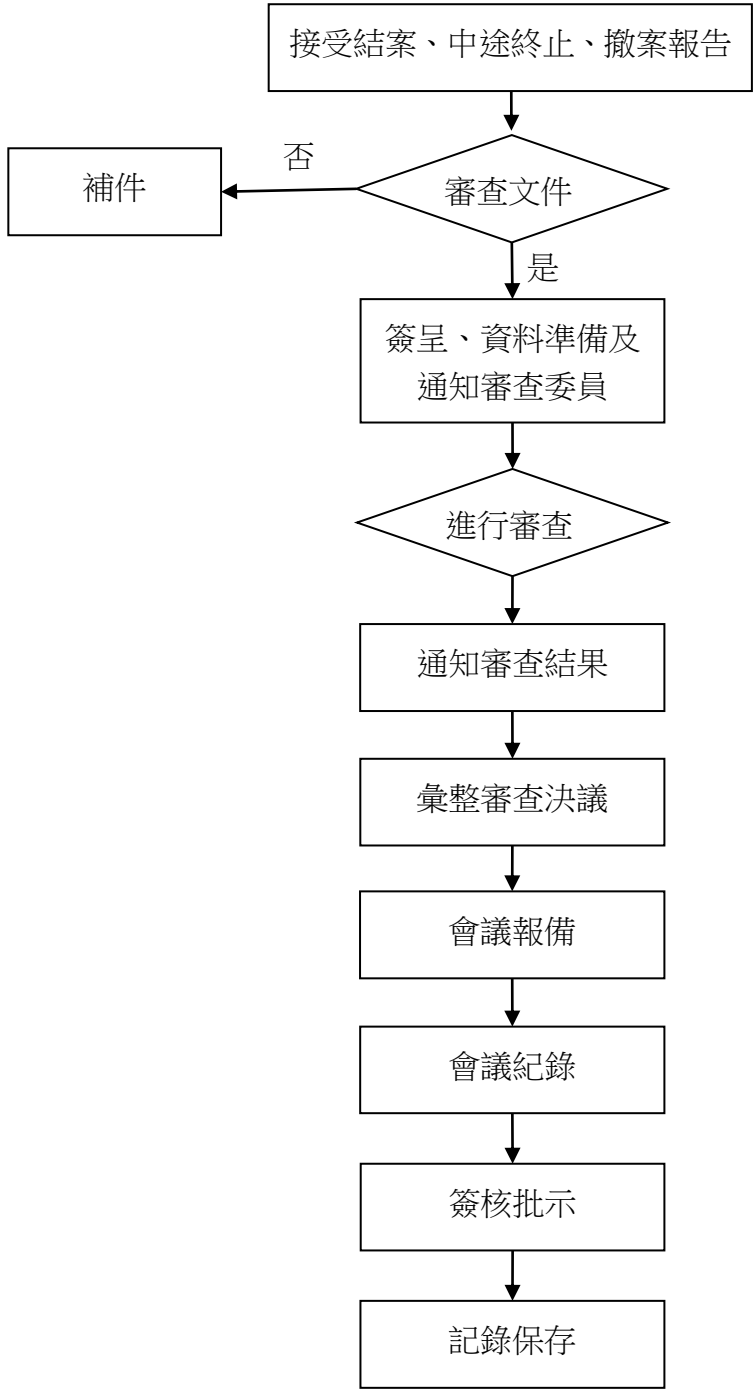 接受結案、中途終止、撤案報告
否
補件
審查文件
是
簽呈、資料準備及
通知審查委員
進行審查
通知審查結果
彙整審查決議
會議報備
會議紀錄
簽核批示
記錄保存